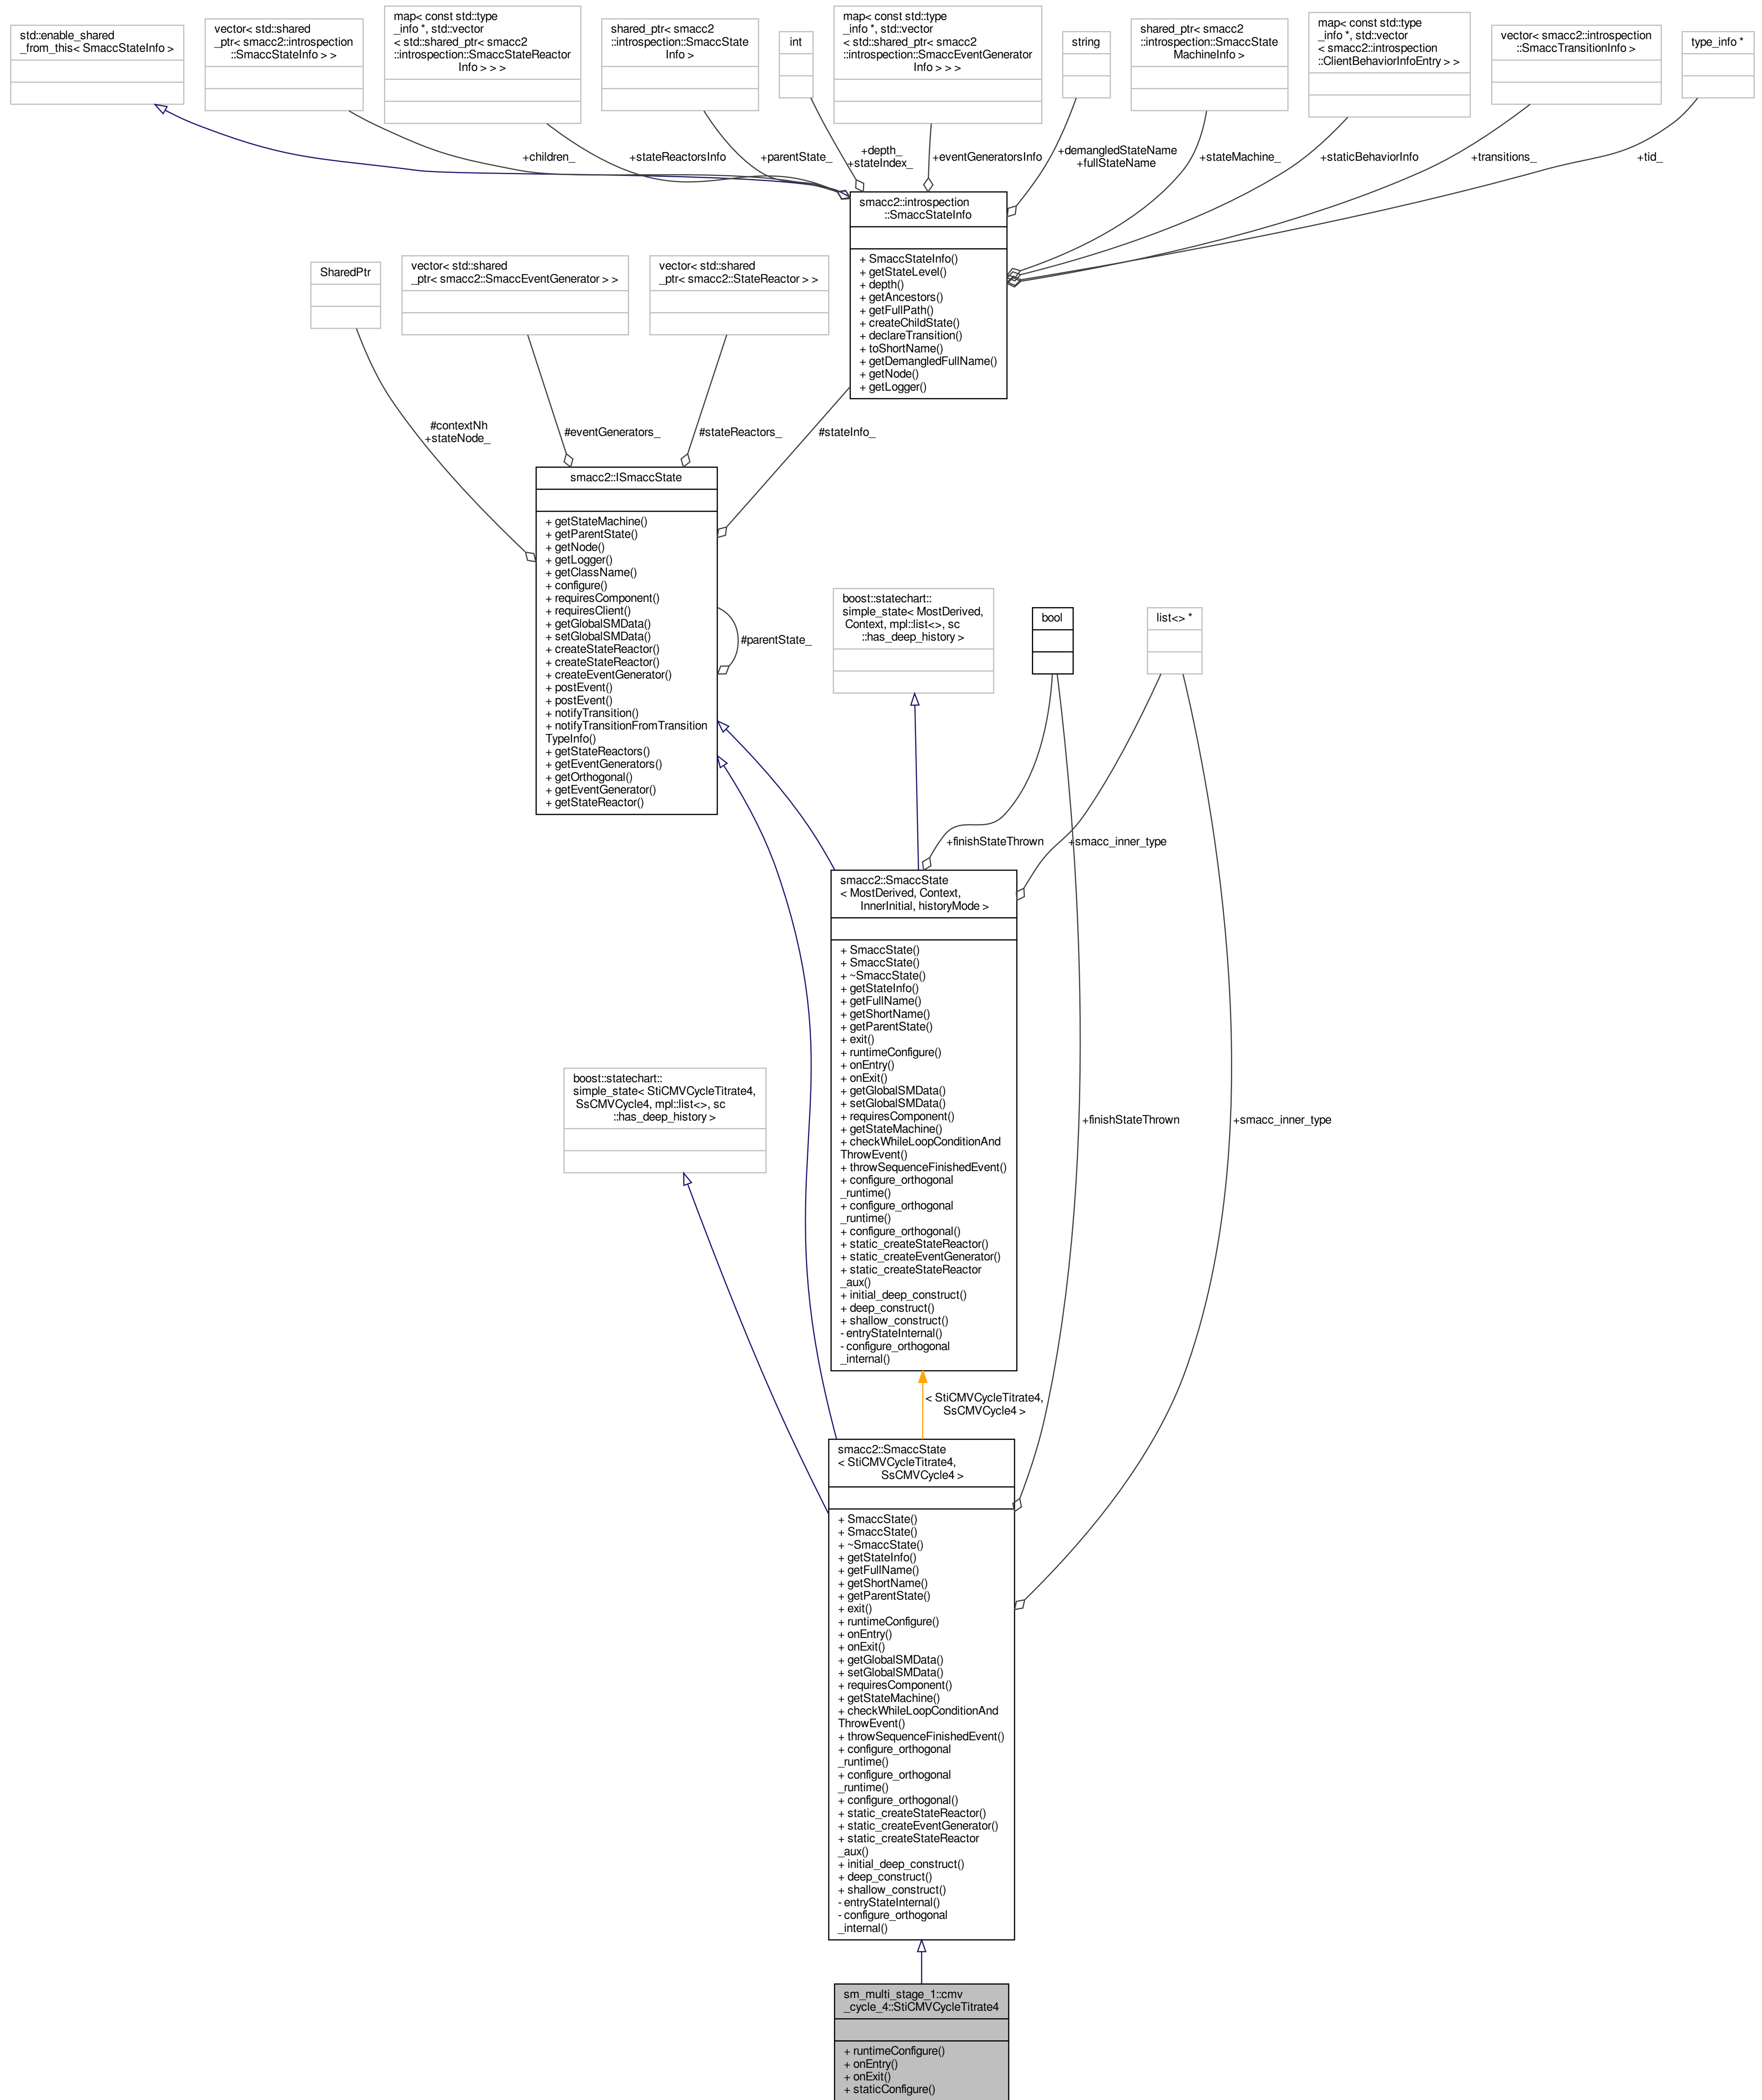 std::enable_shared
_from_this< SmaccStateInfo >
vector< std::shared
_ptr< smacc2::introspection
::SmaccStateInfo > >
map< const std::type
_info *, std::vector
< std::shared_ptr< smacc2
::introspection::SmaccStateReactor
Info > > >
shared_ptr< smacc2
::introspection::SmaccState
Info >
int
map< const std::type
_info *, std::vector
< std::shared_ptr< smacc2
::introspection::SmaccEventGenerator
Info > > >
string
shared_ptr< smacc2
::introspection::SmaccState
MachineInfo >
map< const std::type
_info *, std::vector
< smacc2::introspection
::ClientBehaviorInfoEntry > >
vector< smacc2::introspection
::SmaccTransitionInfo >
type_info *
+children_
+stateReactorsInfo
+parentState_
+depth_
+stateIndex_
+eventGeneratorsInfo
+demangledStateName
+fullStateName
+stateMachine_
+staticBehaviorInfo
+transitions_
+tid_
smacc2::introspection
::SmaccStateInfo
+ SmaccStateInfo()
+ getStateLevel()
+ depth()
+ getAncestors()
+ getFullPath()
+ createChildState()
+ declareTransition()
+ toShortName()
+ getDemangledFullName()
+ getNode()
+ getLogger()
SharedPtr
vector< std::shared
_ptr< smacc2::SmaccEventGenerator > >
vector< std::shared
_ptr< smacc2::StateReactor > >
#contextNh
+stateNode_
#eventGenerators_
#stateReactors_
#stateInfo_
smacc2::ISmaccState
+ getStateMachine()
+ getParentState()
+ getNode()
+ getLogger()
+ getClassName()
+ configure()
+ requiresComponent()
+ requiresClient()
+ getGlobalSMData()
+ setGlobalSMData()
+ createStateReactor()
+ createStateReactor()
+ createEventGenerator()
+ postEvent()
+ postEvent()
+ notifyTransition()
+ notifyTransitionFromTransition
TypeInfo()
+ getStateReactors()
+ getEventGenerators()
+ getOrthogonal()
+ getEventGenerator()
+ getStateReactor()
#parentState_
boost::statechart::
simple_state< MostDerived,
Context, mpl::list<>, sc
::has_deep_history >
bool
list<> *
+finishStateThrown
+smacc_inner_type
smacc2::SmaccState
< MostDerived, Context,
InnerInitial, historyMode >
+ SmaccState()
+ SmaccState()
+ ~SmaccState()
+ getStateInfo()
+ getFullName()
+ getShortName()
+ getParentState()
+ exit()
+ runtimeConfigure()
+ onEntry()
+ onExit()
+ getGlobalSMData()
+ setGlobalSMData()
+ requiresComponent()
+ getStateMachine()
+ checkWhileLoopConditionAnd
ThrowEvent()
+ throwSequenceFinishedEvent()
+ configure_orthogonal
_runtime()
+ configure_orthogonal
_runtime()
+ configure_orthogonal()
+ static_createStateReactor()
+ static_createEventGenerator()
+ static_createStateReactor
_aux()
+ initial_deep_construct()
+ deep_construct()
+ shallow_construct()
- entryStateInternal()
- configure_orthogonal
_internal()
boost::statechart::
simple_state< StiCMVCycleTitrate4,
SsCMVCycle4, mpl::list<>, sc
::has_deep_history >
+finishStateThrown
+smacc_inner_type
< StiCMVCycleTitrate4,
SsCMVCycle4 >
smacc2::SmaccState
< StiCMVCycleTitrate4,
SsCMVCycle4 >
+ SmaccState()
+ SmaccState()
+ ~SmaccState()
+ getStateInfo()
+ getFullName()
+ getShortName()
+ getParentState()
+ exit()
+ runtimeConfigure()
+ onEntry()
+ onExit()
+ getGlobalSMData()
+ setGlobalSMData()
+ requiresComponent()
+ getStateMachine()
+ checkWhileLoopConditionAnd
ThrowEvent()
+ throwSequenceFinishedEvent()
+ configure_orthogonal
_runtime()
+ configure_orthogonal
_runtime()
+ configure_orthogonal()
+ static_createStateReactor()
+ static_createEventGenerator()
+ static_createStateReactor
_aux()
+ initial_deep_construct()
+ deep_construct()
+ shallow_construct()
- entryStateInternal()
- configure_orthogonal
_internal()
sm_multi_stage_1::cmv
_cycle_4::StiCMVCycleTitrate4
+ runtimeConfigure()
+ onEntry()
+ onExit()
+ staticConfigure()